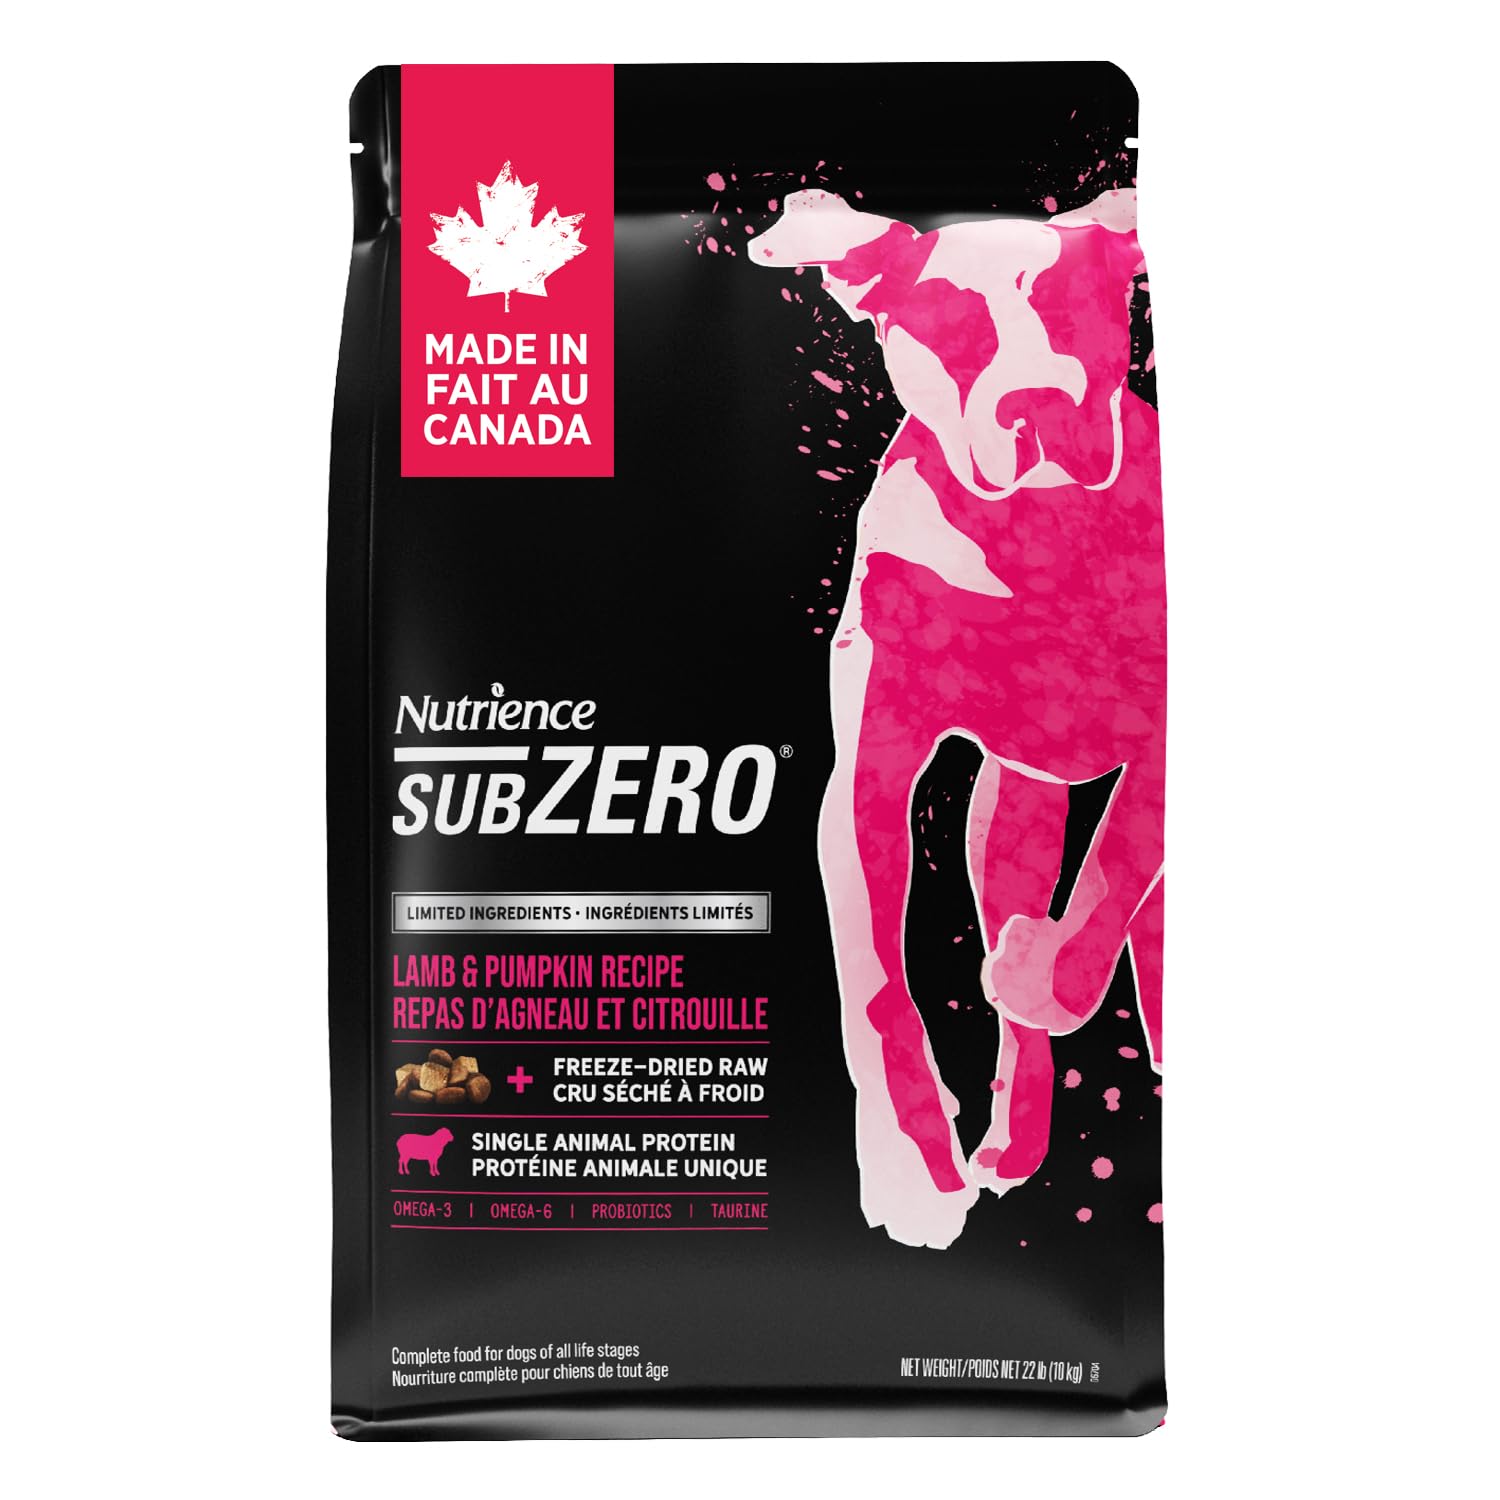 MADE IN
FAIT AU
CANADA
Nutrience
SUBZERO®
LIMITED INGREDIENTS · INGRÉDIENTS LIMITÉS
LAMB & PUMPKIN RECIPE
REPAS D'AGNEAU ET CITROUILLE
+ FREEZE-DRIED RAW
CRU SÉCHÉ À FROID
SINGLE ANIMAL PROTEIN
PROTÉINE ANIMALE UNIQUE
OMEGA-3 | OMEGA-6 | PROBIOTICS | TAURINE
Complete food for dogs of all life stages
Nourriture complète pour chiens de tout âge
NET WEIGHT/POIDS NET 22 lb (10 kg)